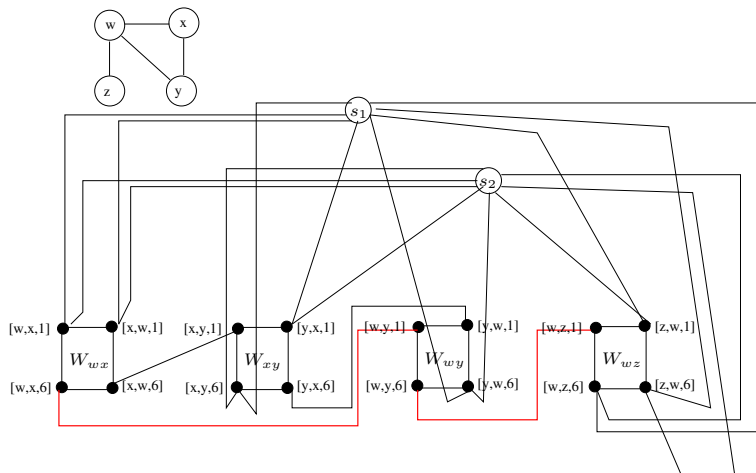 w x
z y
s1
s2
[w,x,1] [x,w,1] [x,y,1] [y,x,1] [w,y,1] [y,w,1] [w,z,1] [z,w,1]
Wwx Wxy Wwy Wwz
[w,x,6] [x,w,6] [x,y,6] [y,x,6] [w,y,6] [y,w,6] [w,z,6] [z,w,6]